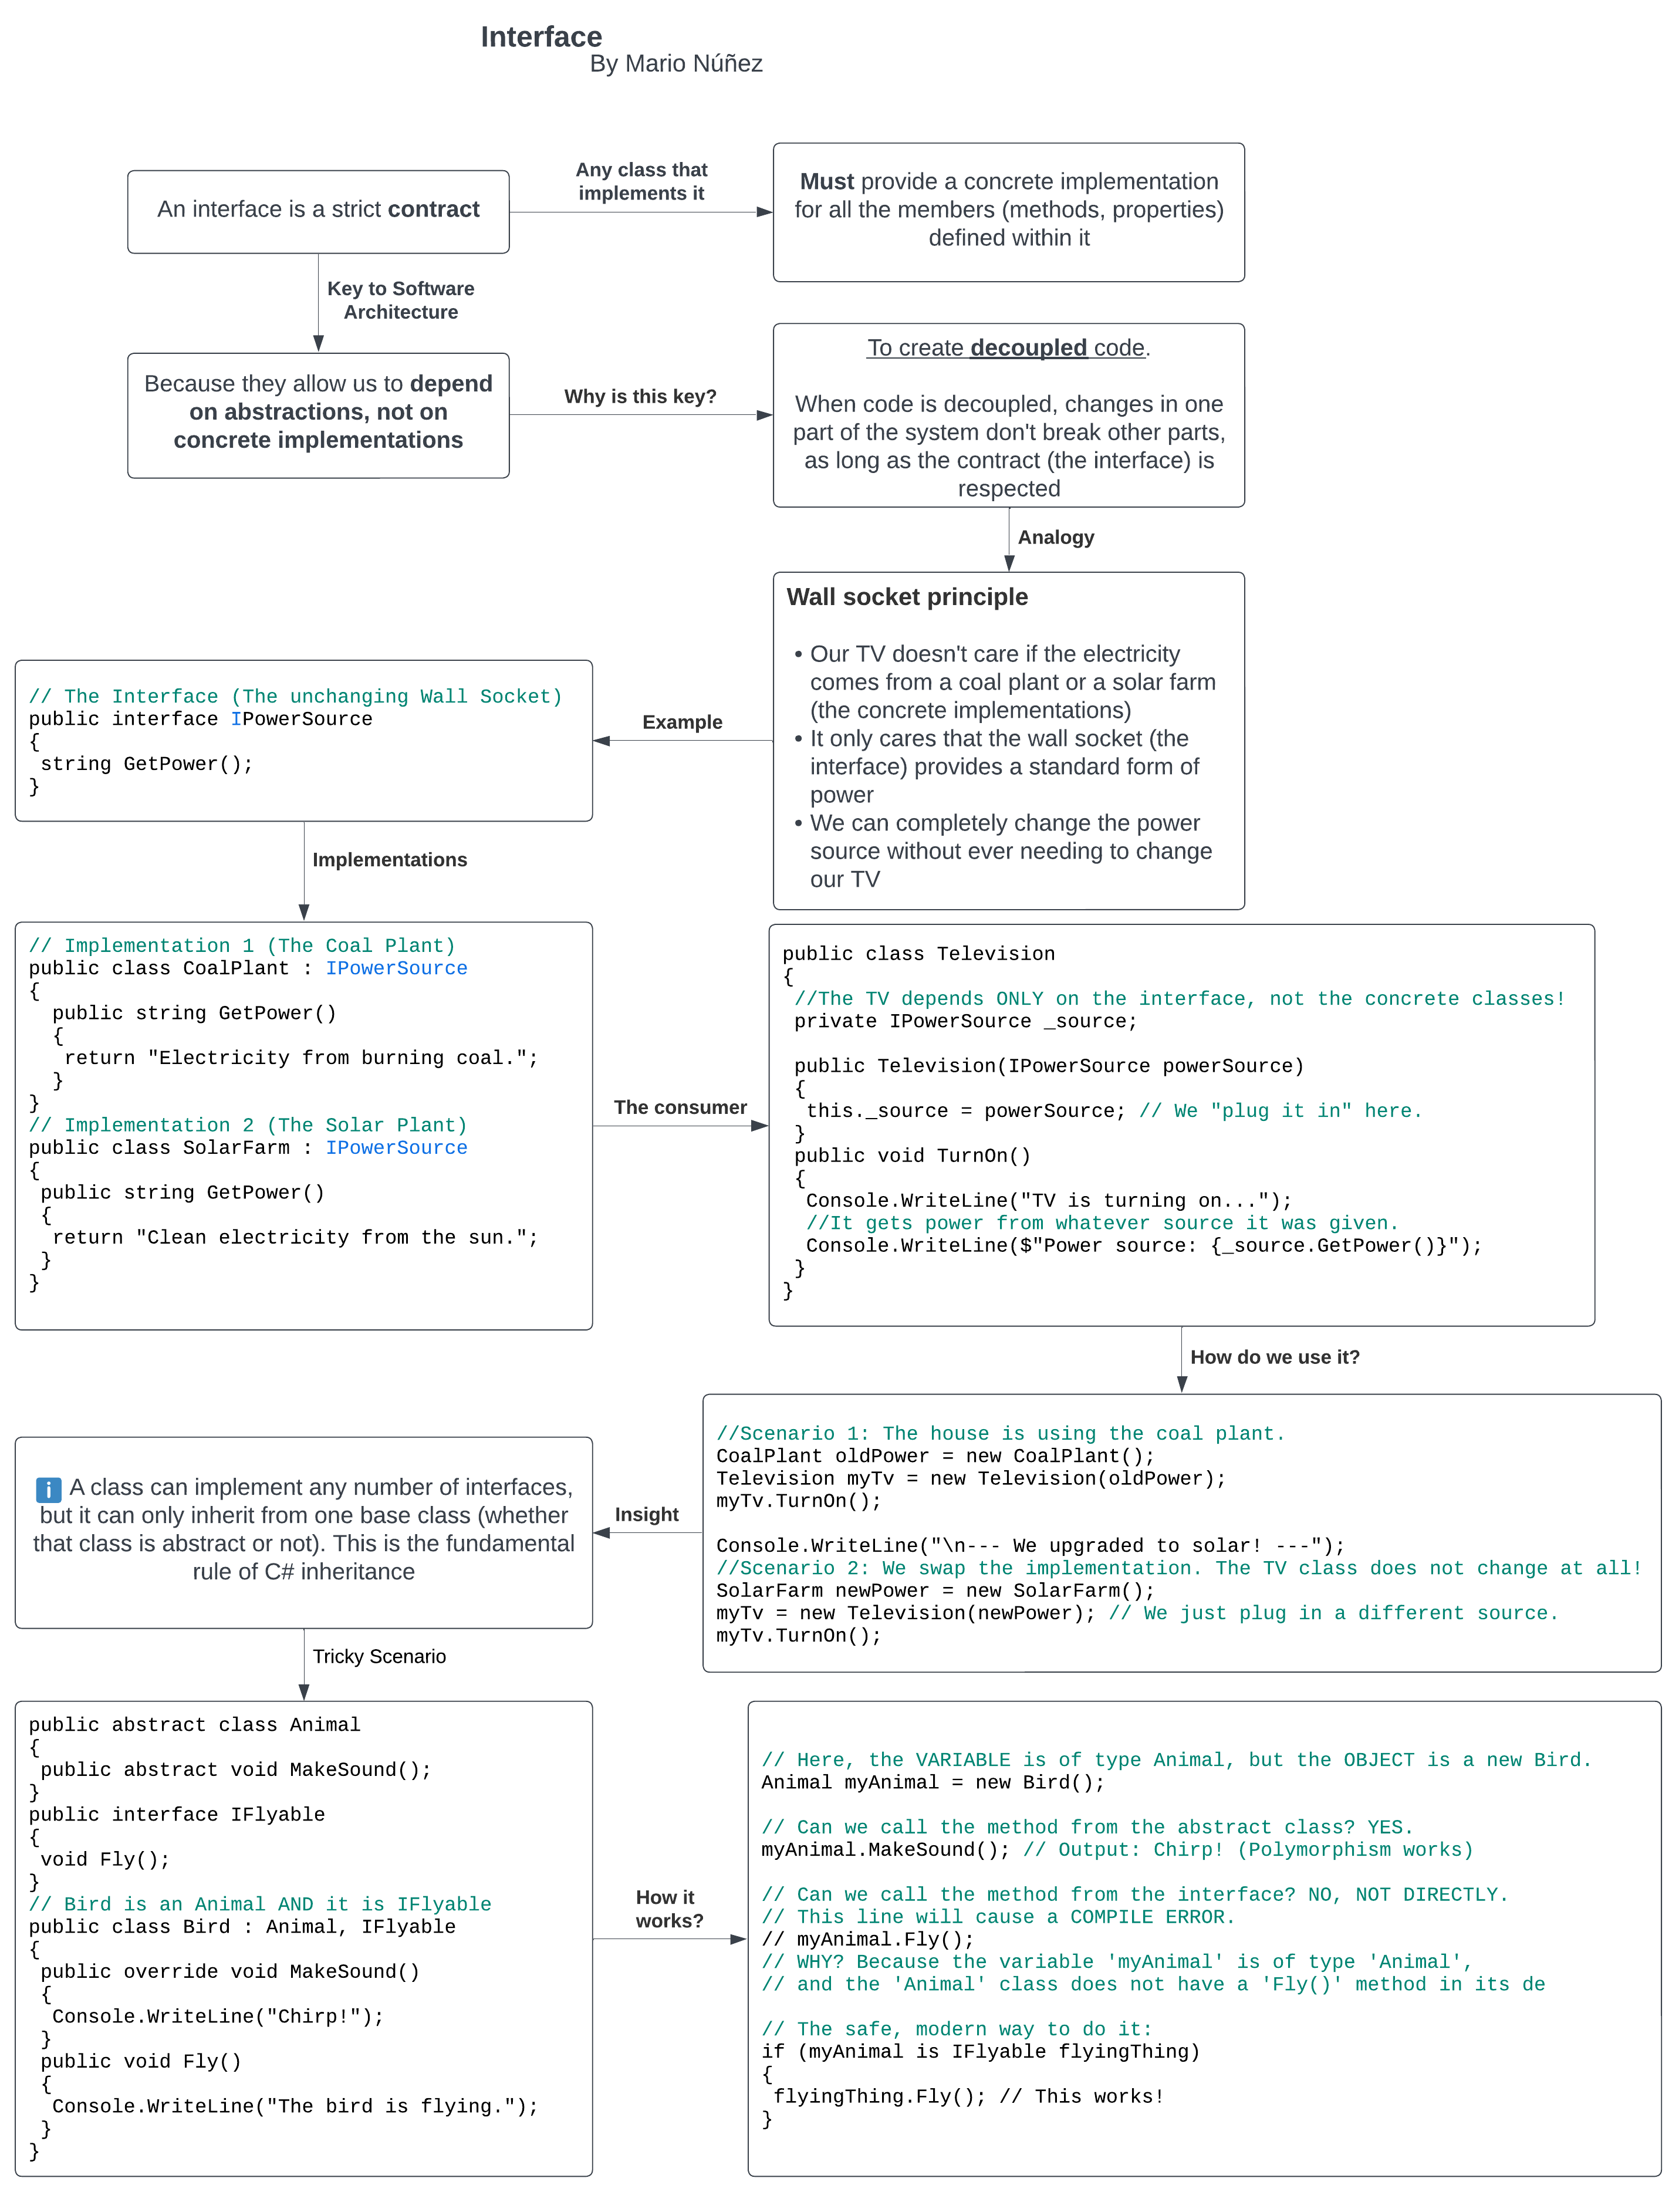 Interface
By Mario Núñez
An interface is a strict contract
Any class that
implements it
Must provide a concrete implementation
for all the members (methods, properties)
defined within it
Key to Software
Architecture
Because they allow us to depend
on abstractions, not on
concrete implementations
Why is this key?
To create decoupled code.
When code is decoupled, changes in one
part of the system don't break other parts,
as long as the contract (the interface) is
respected
Analogy
Wall socket principle
• Our TV doesn't care if the electricity
comes from a coal plant or a solar farm
(the concrete implementations)
• It only cares that the wall socket (the
interface) provides a standard form of
power
• We can completely change the power
source without ever needing to change
our TV
Example
// The Interface (The unchanging Wall Socket)
public interface IPowerSource
{
string GetPower();
}
Implementations
// Implementation 1 (The Coal Plant)
public class CoalPlant : IPowerSource
{
public string GetPower()
{
return "Electricity from burning coal.";
}
}
// Implementation 2 (The Solar Plant)
public class SolarFarm : IPowerSource
{
public string GetPower()
{
return "Clean electricity from the sun.";
}
}
The consumer
public class Television
{
//The TV depends ONLY on the interface, not the concrete classes!
private IPowerSource _source;
public Television(IPowerSource powerSource)
{
this._source = powerSource; // We "plug it in" here.
}
public void TurnOn()
{
Console.WriteLine("TV is turning on...");
//It gets power from whatever source it was given.
Console.WriteLine($"Power source: {_source.GetPower()}");
}
}
How do we use it?
//Scenario 1: The house is using the coal plant.
CoalPlant oldPower = new CoalPlant();
Television myTv = new Television(oldPower);
myTv.TurnOn();
Console.WriteLine("\n--- We upgraded to solar! ---");
//Scenario 2: We swap the implementation. The TV class does not change at all!
SolarFarm newPower = new SolarFarm();
myTv = new Television(newPower); // We just plug in a different source.
myTv.TurnOn();
Insight
ℹ️ A class can implement any number of interfaces,
but it can only inherit from one base class (whether
that class is abstract or not). This is the fundamental
rule of C# inheritance
Tricky Scenario
public abstract class Animal
{
public abstract void MakeSound();
}
public interface IFlyable
{
void Fly();
}
// Bird is an Animal AND it is IFlyable
public class Bird : Animal, IFlyable
{
public override void MakeSound()
{
Console.WriteLine("Chirp!");
}
public void Fly()
{
Console.WriteLine("The bird is flying.");
}
}
How it
works?
// Here, the VARIABLE is of type Animal, but the OBJECT is a new Bird.
Animal myAnimal = new Bird();
// Can we call the method from the abstract class? YES.
myAnimal.MakeSound(); // Output: Chirp! (Polymorphism works)
// Can we call the method from the interface? NO, NOT DIRECTLY.
// This line will cause a COMPILE ERROR.
// myAnimal.Fly();
// WHY? Because the variable 'myAnimal' is of type 'Animal',
// and the 'Animal' class does not have a 'Fly()' method in its de
// The safe, modern way to do it:
if (myAnimal is IFlyable flyingThing)
{
flyingThing.Fly(); // This works!
}